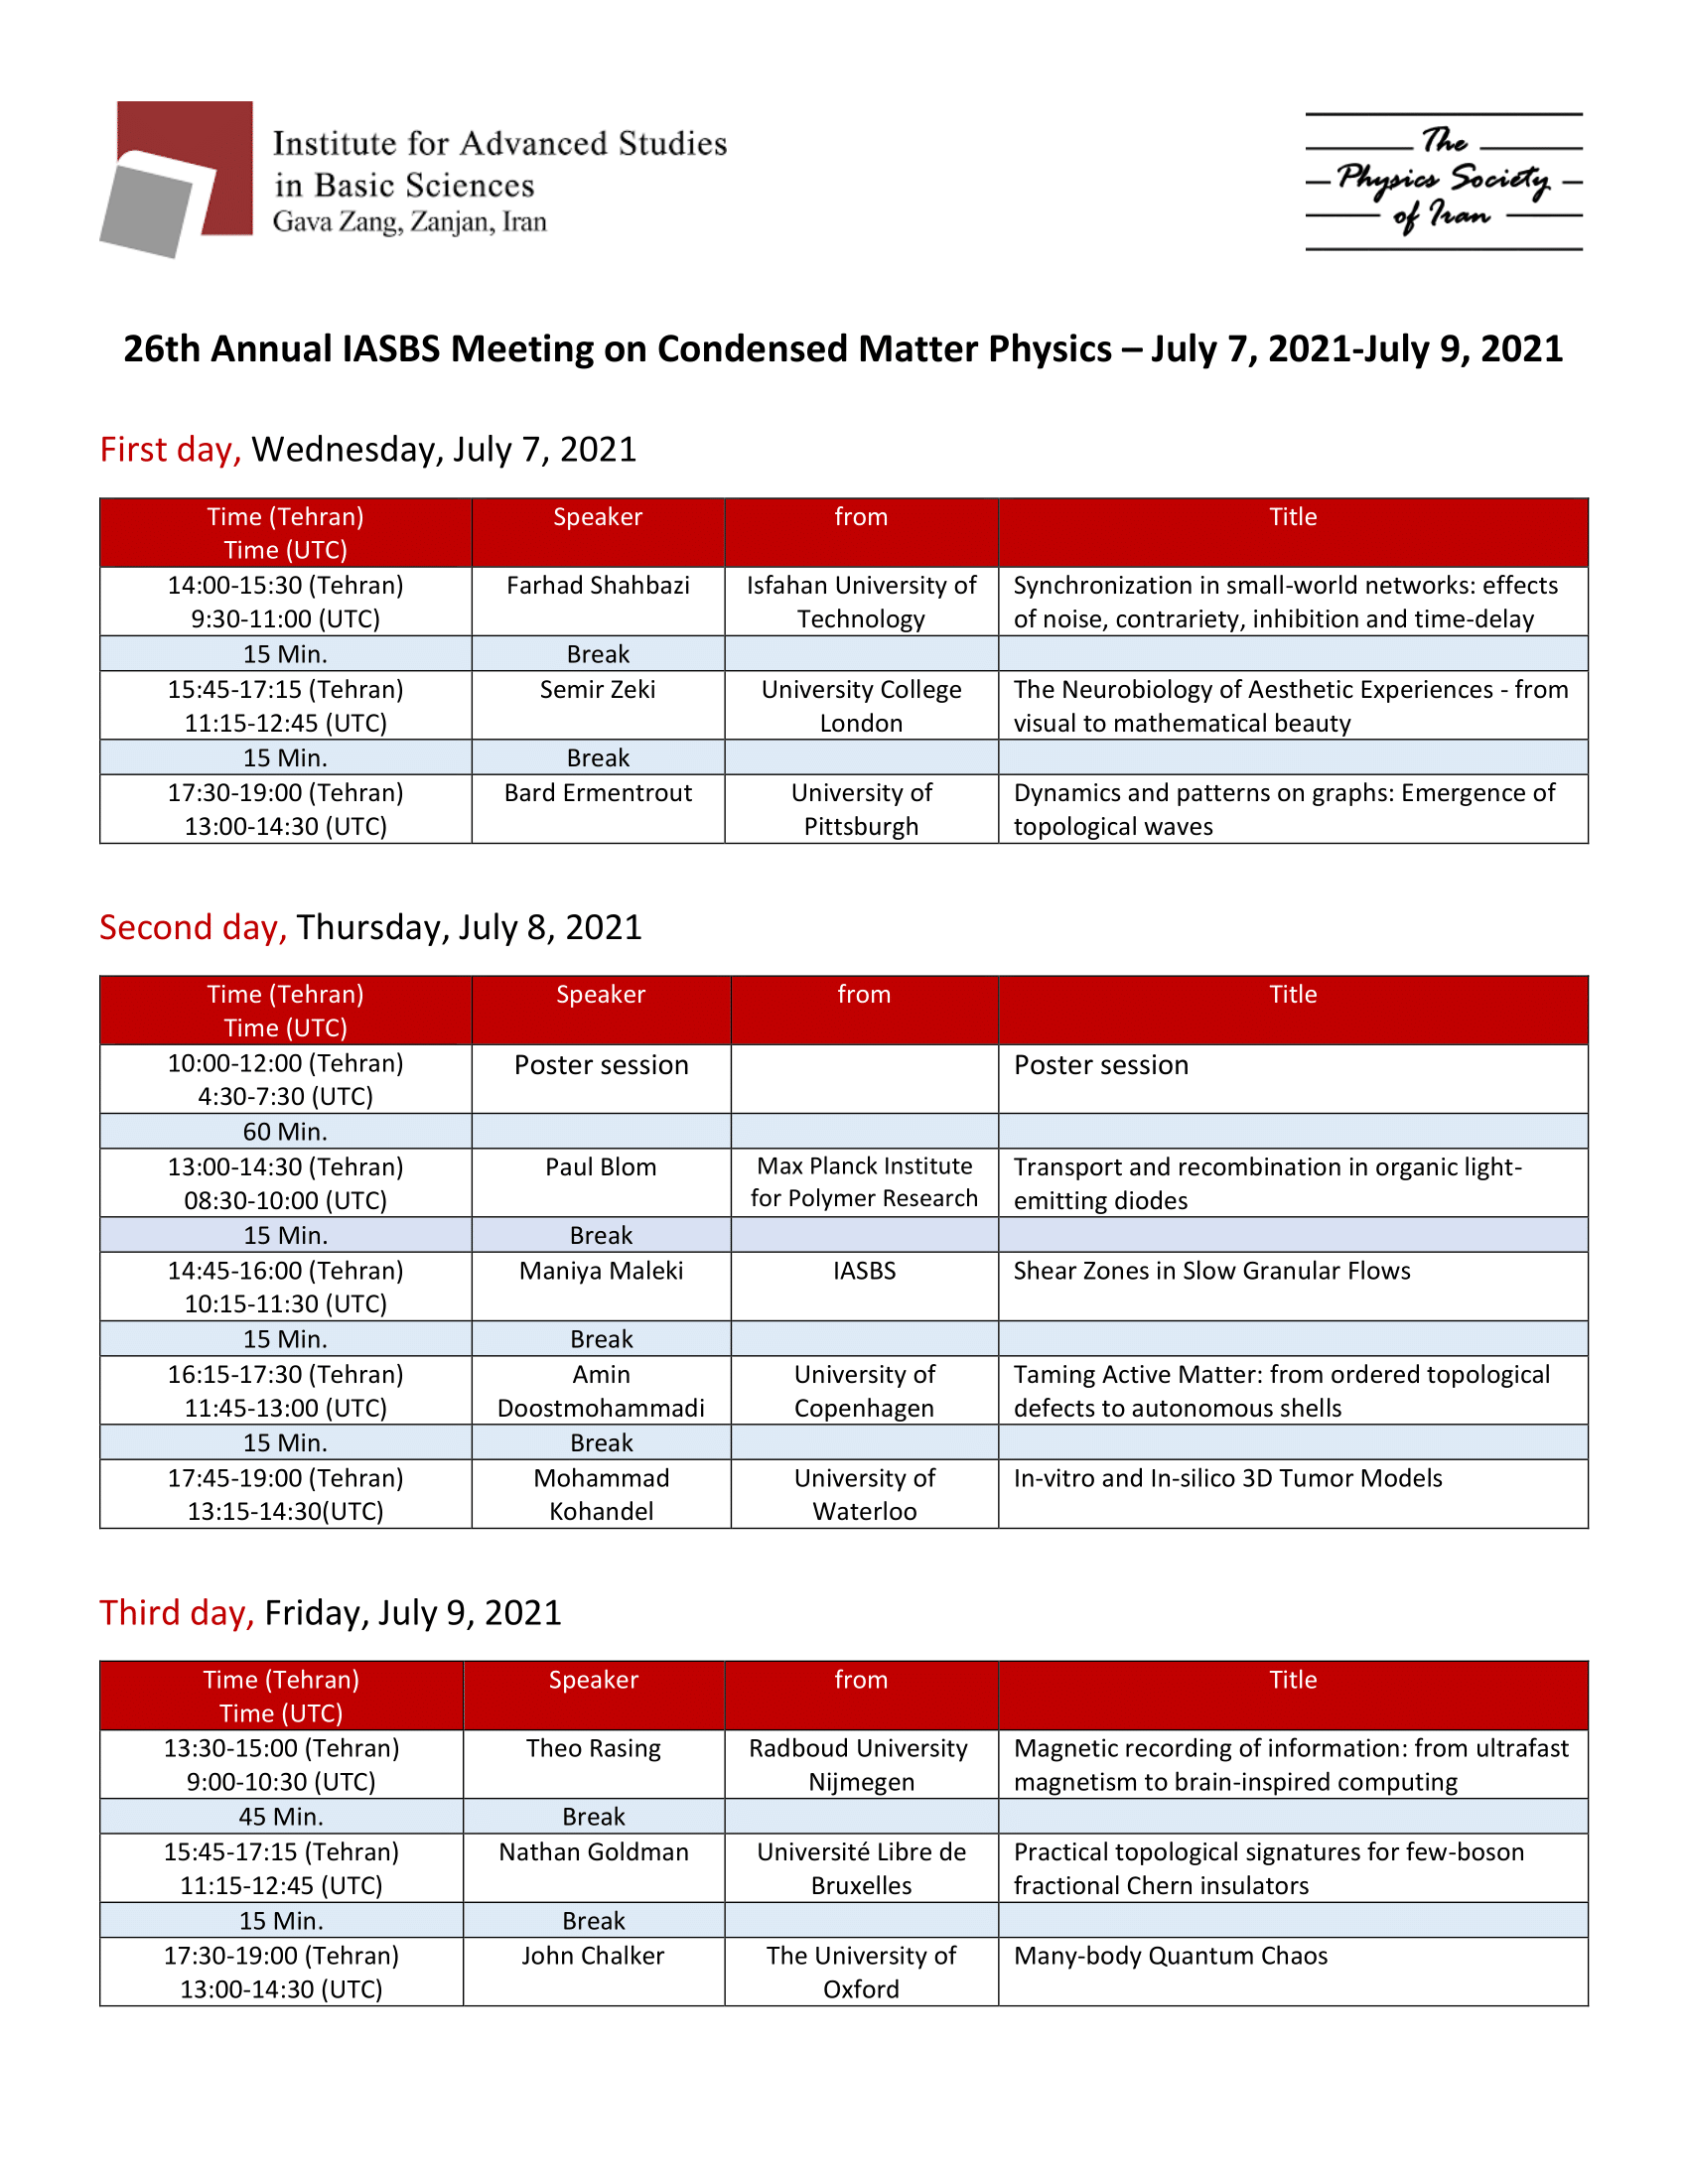 Institute for Advanced Studies
in Basic Sciences
Gava Zang, Zanjan, Iran
The
Physics Society
of Iran
26th Annual IASBS Meeting on Condensed Matter Physics – July 7, 2021-July 9, 2021
First day, Wednesday, July 7, 2021
Time (Tehran) Speaker from Title
Time (UTC)
14:00-15:30 (Tehran) Farhad Shahbazi Isfahan University of Synchronization in small-world networks: effects
9:30-11:00 (UTC) Technology of noise, contrariety, inhibition and time-delay
15 Min. Break
15:45-17:15 (Tehran) Semir Zeki University College The Neurobiology of Aesthetic Experiences - from
11:15-12:45 (UTC) London visual to mathematical beauty
15 Min. Break
17:30-19:00 (Tehran) Bard Ermentrout University of Dynamics and patterns on graphs: Emergence of
13:00-14:30 (UTC) Pittsburgh topological waves
Second day, Thursday, July 8, 2021
Time (Tehran) Speaker from Title
Time (UTC)
10:00-12:00 (Tehran) Poster session Poster session
4:30-7:30 (UTC)
60 Min.
13:00-14:30 (Tehran) Paul Blom Max Planck Institute Transport and recombination in organic light-
08:30-10:00 (UTC) for Polymer Research emitting diodes
15 Min. Break
14:45-16:00 (Tehran) Maniya Maleki IASBS Shear Zones in Slow Granular Flows
10:15-11:30 (UTC)
15 Min. Break
16:15-17:30 (Tehran) Amin University of Taming Active Matter: from ordered topological
11:45-13:00 (UTC) Doostmohammadi Copenhagen defects to autonomous shells
15 Min. Break
17:45-19:00 (Tehran) Mohammad University of In-vitro and In-silico 3D Tumor Models
13:15-14:30(UTC) Kohandel Waterloo
Third day, Friday, July 9, 2021
Time (Tehran) Speaker from Title
Time (UTC)
13:30-15:00 (Tehran) Theo Rasing Radboud University Magnetic recording of information: from ultrafast
9:00-10:30 (UTC) Nijmegen magnetism to brain-inspired computing
45 Min. Break
15:45-17:15 (Tehran) Nathan Goldman Université Libre de Practical topological signatures for few-boson
11:15-12:45 (UTC) Bruxelles fractional Chern insulators
15 Min. Break
17:30-19:00 (Tehran) John Chalker The University of Many-body Quantum Chaos
13:00-14:30 (UTC) Oxford